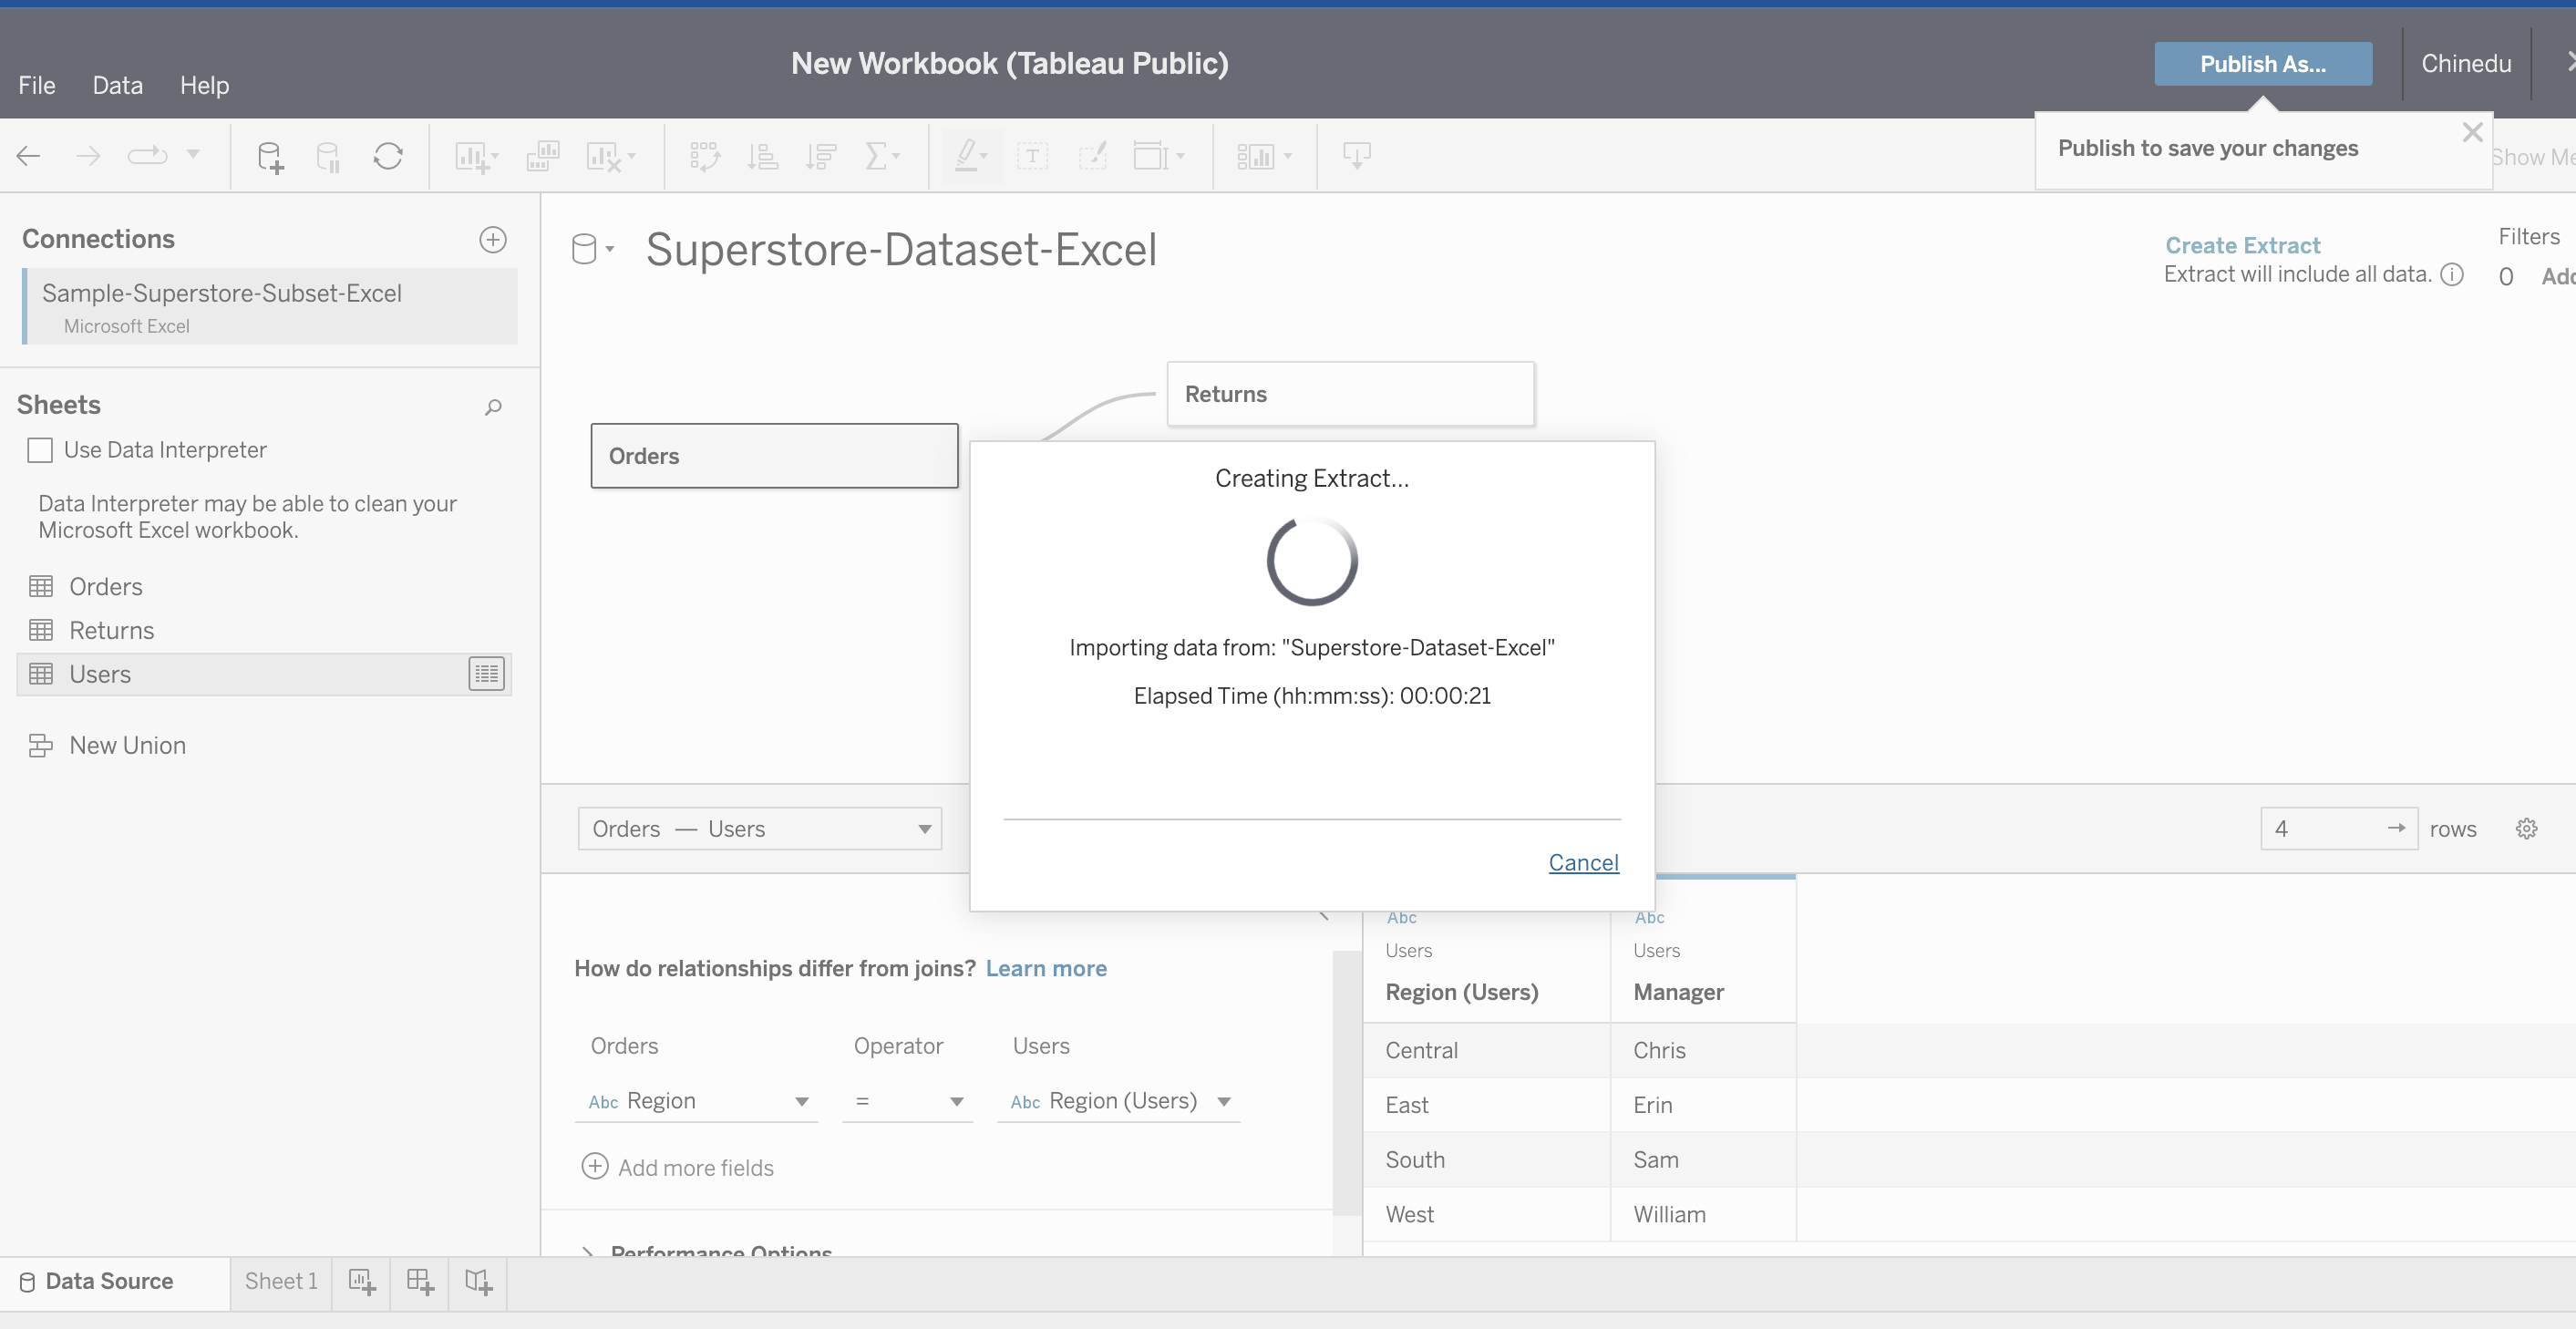 New Workbook (Tableau Public)
Publish As...
Chinedu
File Data Help
Publish to save your changes
Show Me
Connections
Sample-Superstore-Subset-Excel
Microsoft Excel
Sheets
Use Data Interpreter
Data Interpreter may be able to clean your
Microsoft Excel workbook.
Orders
Returns
Users
New Union
Superstore-Dataset-Excel
Create Extract
Extract will include all data.
Filters
0
Orders
Returns
Creating Extract...
Importing data from: "Superstore-Dataset-Excel"
Elapsed Time (hh:mm:ss): 00:00:21
Cancel
Orders — Users
4 rows
How do relationships differ from joins? Learn more
Orders Operator Users
Abc Region = Abc Region (Users)
Add more fields
Performance Options
Abc Abc
Users Users
Region (Users) Manager
Central Chris
East Erin
South Sam
West William
Data Source Sheet 1